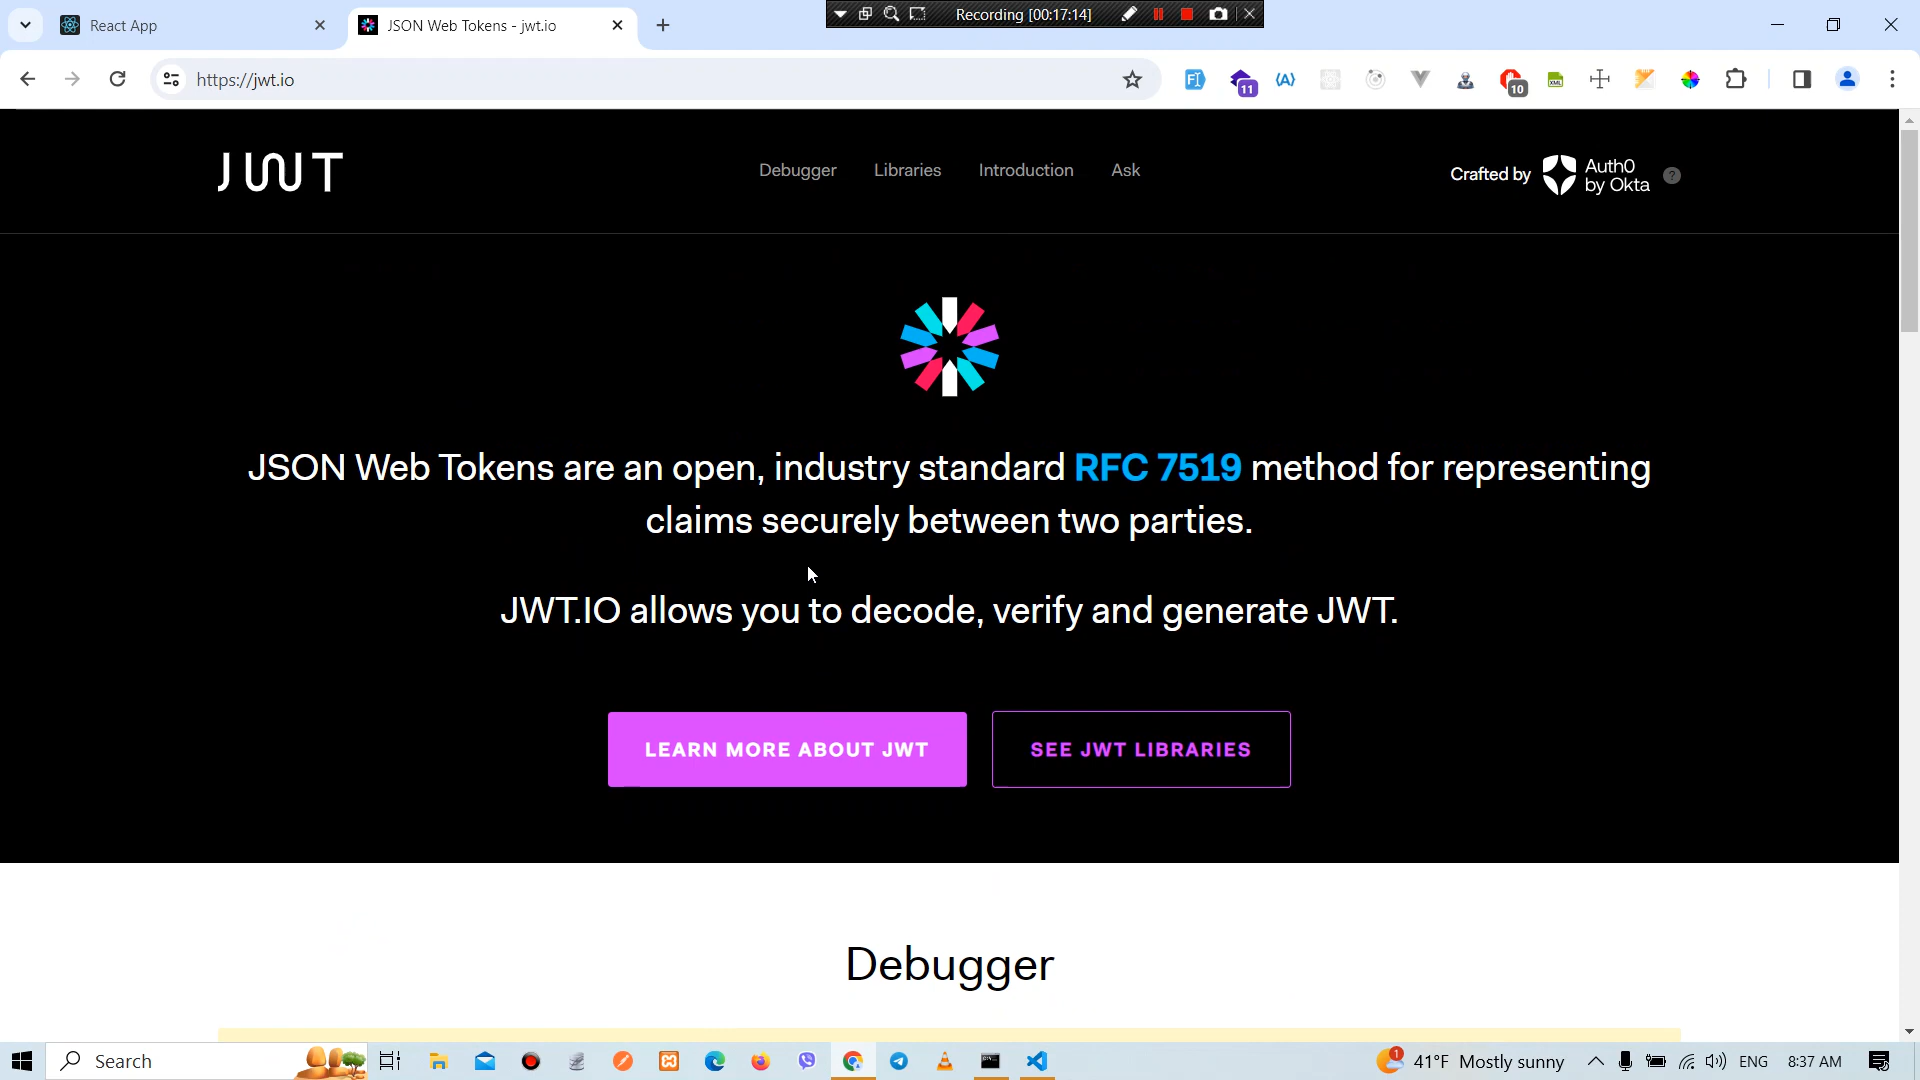 React App
JSON Web Tokens - jwt.io
Recording [00:17:14]
https://jwt.io
11
10
JWT
Debugger
Libraries
Introduction
Ask
Crafted by
Auth0
by Okta
?
JSON Web Tokens are an open, industry standard RFC 7519 method for representing
claims securely between two parties.
JWT.IO allows you to decode, verify and generate JWT.
LEARN MORE ABOUT JWT
SEE JWT LIBRARIES
Debugger
Search
1
41°F Mostly sunny
ENG
8:37 AM